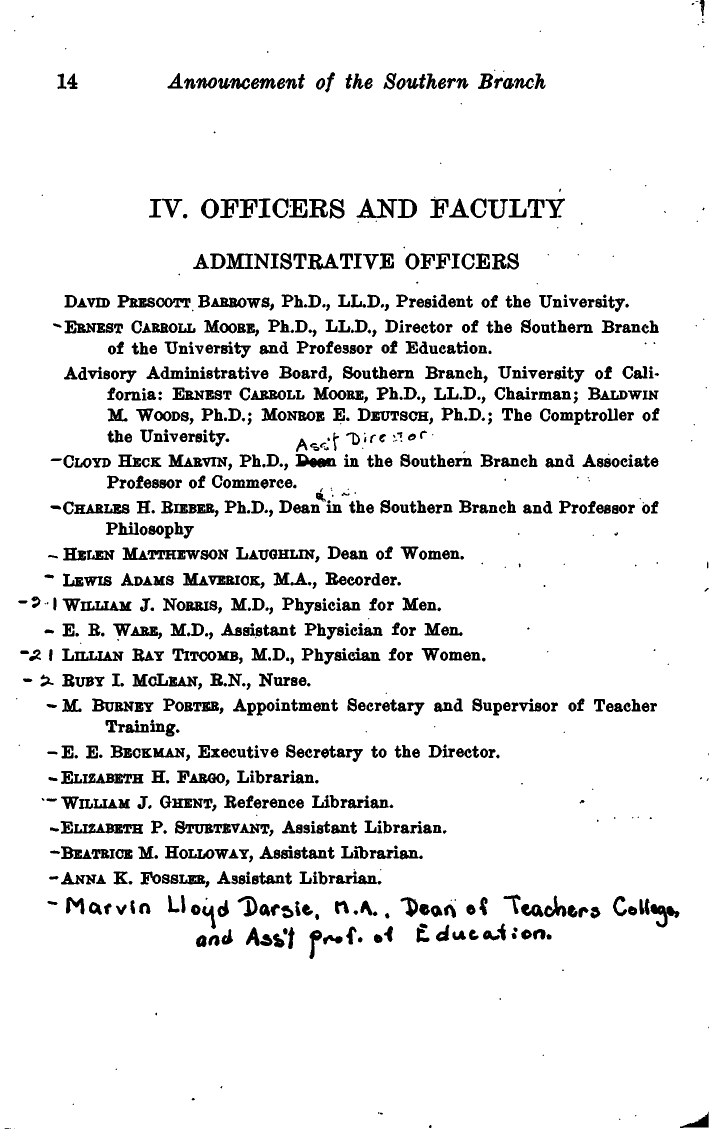 14 Announcement of the Southern Branch
IV. OFFICERS AND FACULTY
ADMINISTRATIVE OFFICERS
DAVID PRESCOTT BARROWS, Ph.D., LL.D., President of the University.
-ERNEST CARROLL MOORE, Ph.D., LL.D., Director of the Southern Branch
of the University and Professor of Education.
Advisory Administrative Board, Southern Branch, University of Cali-
fornia: ERNEST CARROLL MOORE, Ph.D., LL.D., Chairman; BALDWIN
M. WOODS, Ph.D.; MONROE E. DEUTSCH, Ph.D.; The Comptroller of
the University.
Ass't Director
-CLOYD HECK MARVIN, Ph.D., Dean in the Southern Branch and Associate
Professor of Commerce.
-CHARLES H. RIEBER, Ph.D., Dean in the Southern Branch and Professor of
Philosophy
- HELEN MATTHEWSON LAUGHLIN, Dean of Women.
- LEWIS ADAMS MAVERICK, M.A., Recorder.
-2-1 WILLIAM J. NORRIS, M.D., Physician for Men.
- E. R. WARE, M.D., Assistant Physician for Men.
-2 1 LILLIAN RAY TITCOMB, M.D., Physician for Women.
- 2 RUBY I. MCLEAN, R.N., Nurse.
- M. BURNEY PORTER, Appointment Secretary and Supervisor of Teacher
Training.
- E. E. BECKMAN, Executive Secretary to the Director.
- ELIZABETH H. FARGO, Librarian.
- WILLIAM J. GHENT, Reference Librarian.
-ELIZABETH P. STURTEVANT, Assistant Librarian.
-BEATRICE M. HOLLOWAY, Assistant Librarian.
-ANNA K. FOSSLER, Assistant Librarian.
- Marvin Lloyd Darsie, M.A., Dean of Teachers College,
and Ass't prof. of Education.